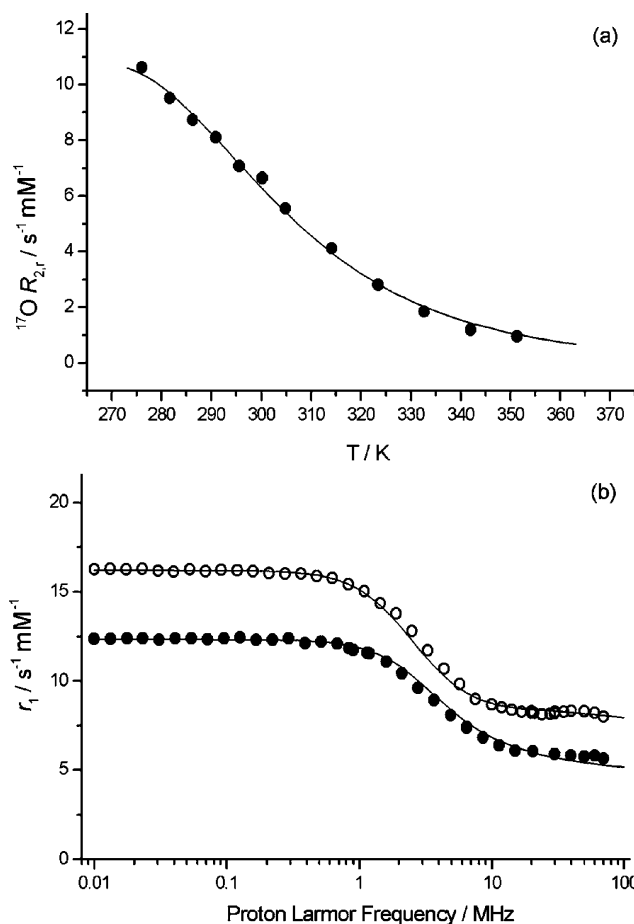 (a)
¹⁷O R₂,ᵣ / s⁻¹ mM⁻¹
12
10
8
6
4
2
0
270 280 290 300 310 320 330 340 350 360 370
T / K
(b)
r₁ / s⁻¹ mM⁻¹
20
15
10
5
0
0.01 0.1 1 10 100
Proton Larmor Frequency / MHz